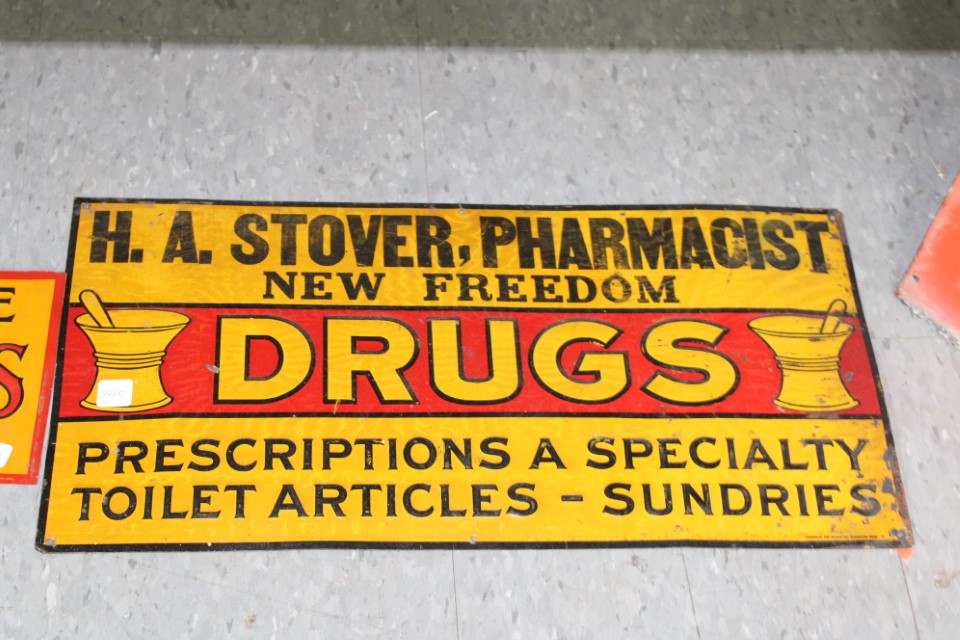 H. A. STOVER, PHARMACIST
NEW FREEDOM
DRUGS
PRESCRIPTIONS A SPECIALTY
TOILET ARTICLES - SUNDRIES